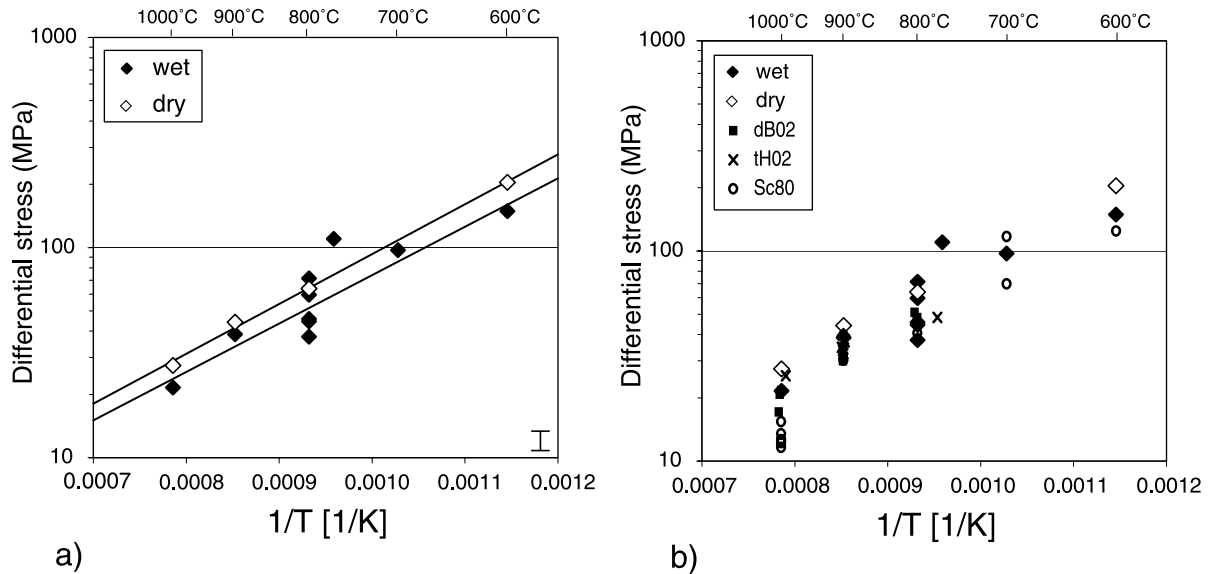 1000˚C 900˚C 800˚C 700˚C 600˚C
1000
wet
dry
Differential stress (MPa)
100
10
0.0007 0.0008 0.0009 0.0010 0.0011 0.0012
1/T [1/K]
a)
1000˚C 900˚C 800˚C 700˚C 600˚C
1000
wet
dry
dB02
tH02
Sc80
Differential stress (MPa)
100
10
0.0007 0.0008 0.0009 0.0010 0.0011 0.0012
1/T [1/K]
b)